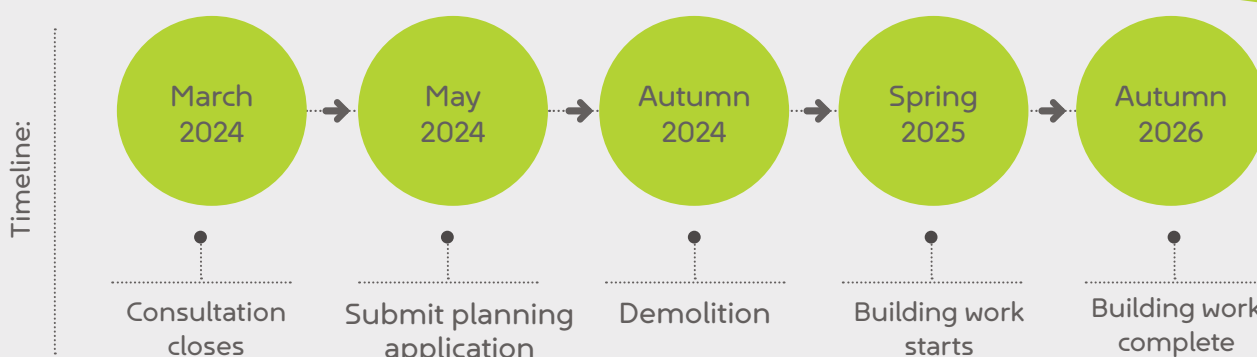 Timeline:
March
2024
May
2024
Autumn
2024
Spring
2025
Autumn
2026
Consultation
closes
Submit planning
application
Demolition
Building work
starts
Building work
complete